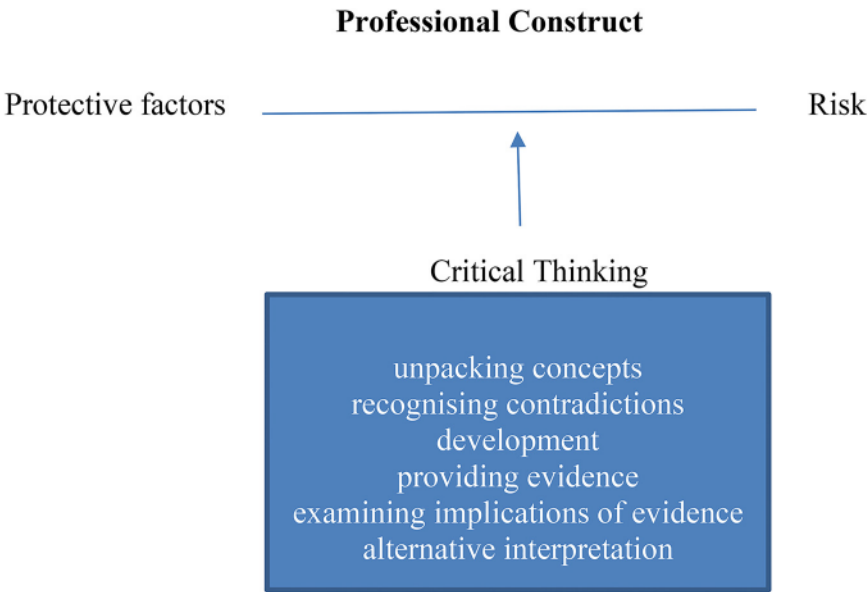 Professional Construct
Protective factors
Risk
Critical Thinking
unpacking concepts
recognising contradictions
development
providing evidence
examining implications of evidence
alternative interpretation